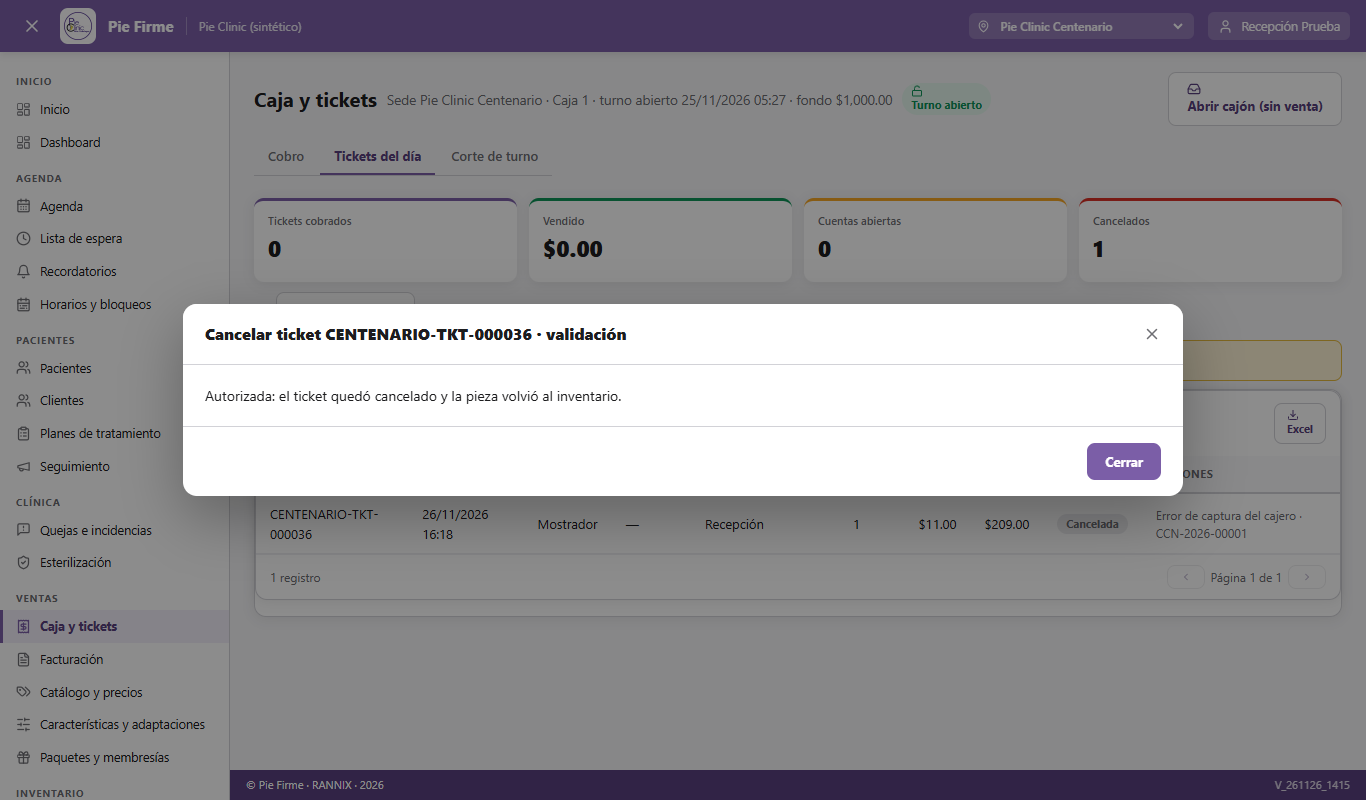 Pie Firme
Pie Clinic (sintético)
Pie Clinic Centenario
Recepción Prueba
INICIO
Inicio
Dashboard
AGENDA
Agenda
Lista de espera
Recordatorios
Horarios y bloqueos
PACIENTES
Pacientes
Clientes
Planes de tratamiento
Seguimiento
CLÍNICA
Quejas e incidencias
Esterilización
VENTAS
Caja y tickets
Facturación
Catálogo y precios
Características y adaptaciones
Paquetes y membresías
INVENTARIO
Caja y tickets
Sede Pie Clinic Centenario · Caja 1 · turno abierto 25/11/2026 05:27 · fondo $1,000.00
Turno abierto
Abrir cajón (sin venta)
Cobro
Tickets del día
Corte de turno
Tickets cobrados
0
Vendido
$0.00
Cuentas abiertas
0
Cancelados
1
Cancelar ticket CENTENARIO-TKT-000036 · validación
Autorizada: el ticket quedó cancelado y la pieza volvió al inventario.
Cerrar
Excel
CENTENARIO-TKT-
000036
26/11/2026
16:18
Mostrador
—
Recepción
1
$11.00
$209.00
Cancelada
Error de captura del cajero ·
CCN-2026-00001
1 registro
Página 1 de 1
© Pie Firme · RANNIX · 2026
V_261126_1415